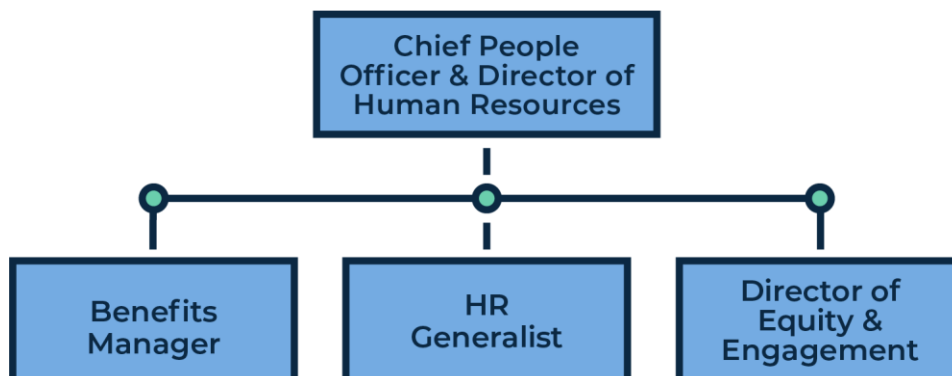 Chief People
Officer & Director of
Human Resources
Benefits
Manager
HR
Generalist
Director of
Equity &
Engagement